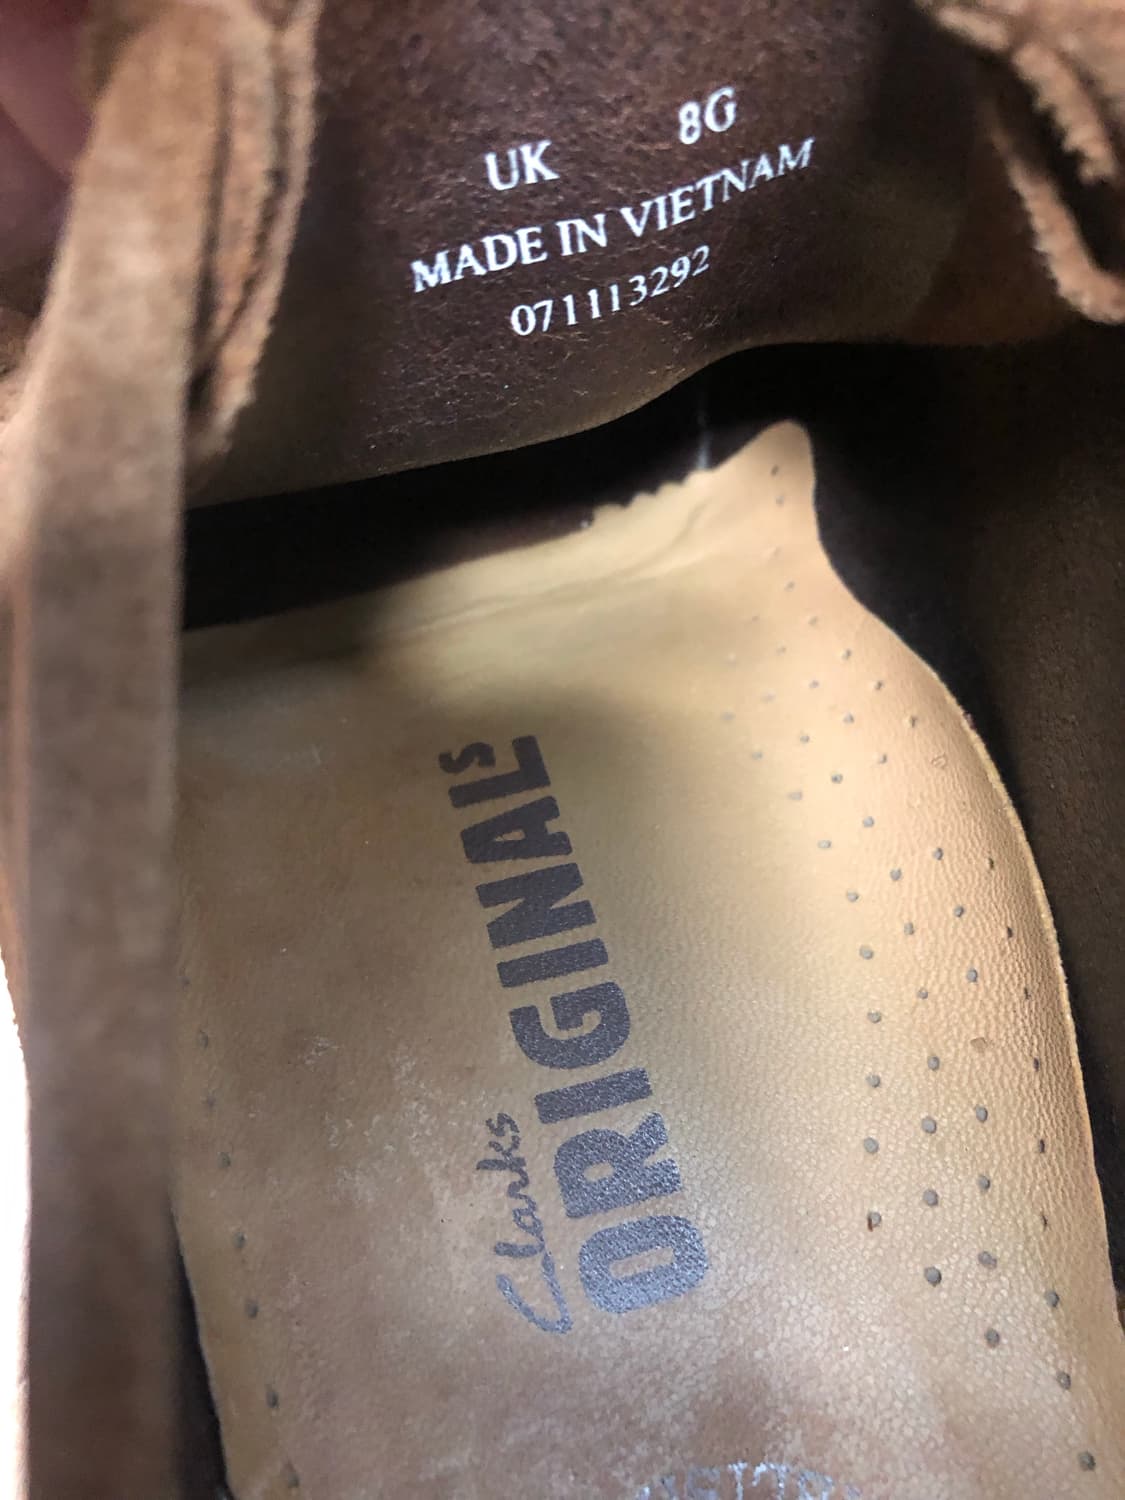 UK 8G
MADE IN VIETNAM
071113292
Clarks
ORIGINALS